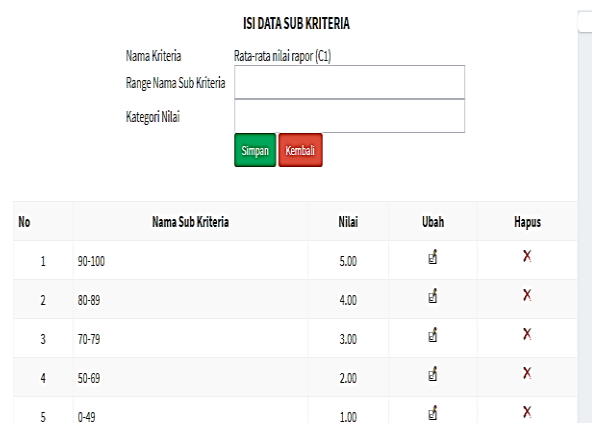 ISI DATA SUB KRITERIA
Nama Kriteria Rata-rata nilai rapor (C1)
Range Nama Sub Kriteria
Kategori Nilai
Simpan Kembali
No Nama Sub Kriteria Nilai Ubah Hapus
1 90-100 5.00
2 80-89 4.00
3 70-79 3.00
4 50-69 2.00
5 0-49 1.00